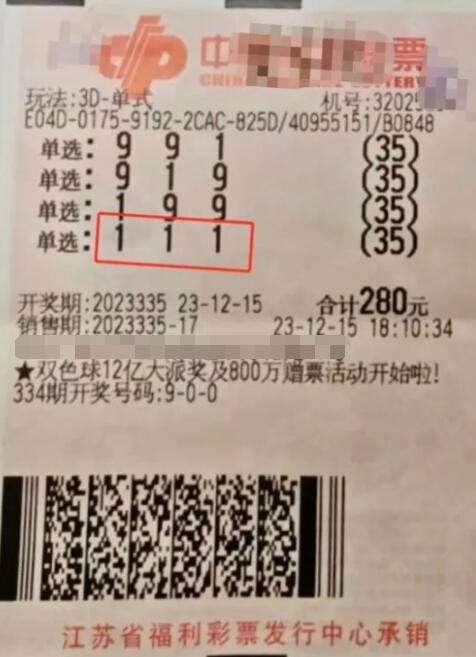 中 票
玩法:3D-单式 机号:3202
E04D-0175-9192-2CAC-825D/40955151/B0848
单选: 9 9 1 (35)
单选: 9 1 9 (35)
单选: 1 9 9 (35)
单选: 1 1 1 (35)
开奖期:2023335 23-12-15 合计280元
销售期:2023335-17 23-12-15 18:10:34
★双色球12亿大派奖及800万赠票活动开始啦!
334期开奖号码:9-0-0
江苏省福利彩票发行中心承销